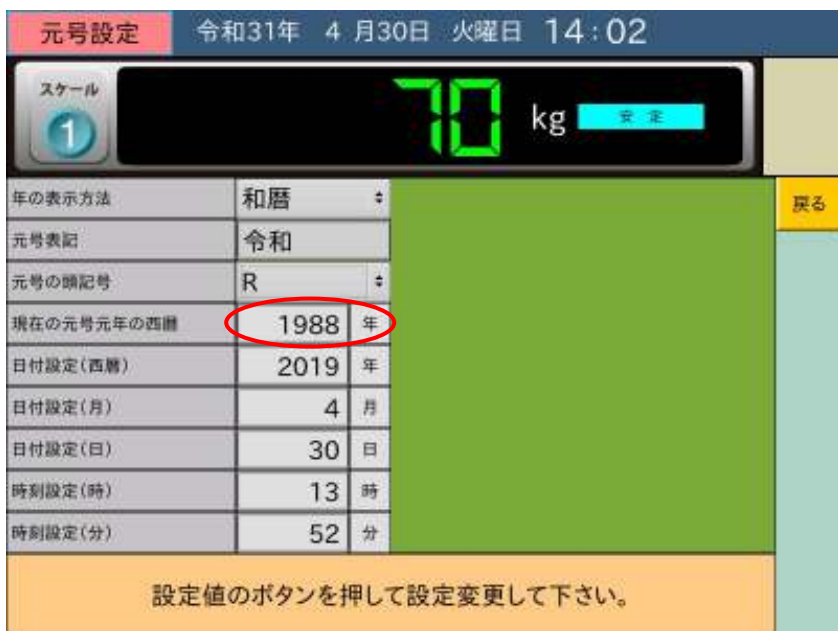 元号設定 令和31年 4月30日 火曜日 14:02
スケール
1
70 kg 安定
年の表示方法 和暦
戻る
元号表記 令和
元号の頭記号 R
現在の元号元年の西暦 1988 年
日付設定(西暦) 2019 年
日付設定(月) 4 月
日付設定(日) 30 日
時刻設定(時) 13 時
時刻設定(分) 52 分
設定値のボタンを押して設定変更して下さい。